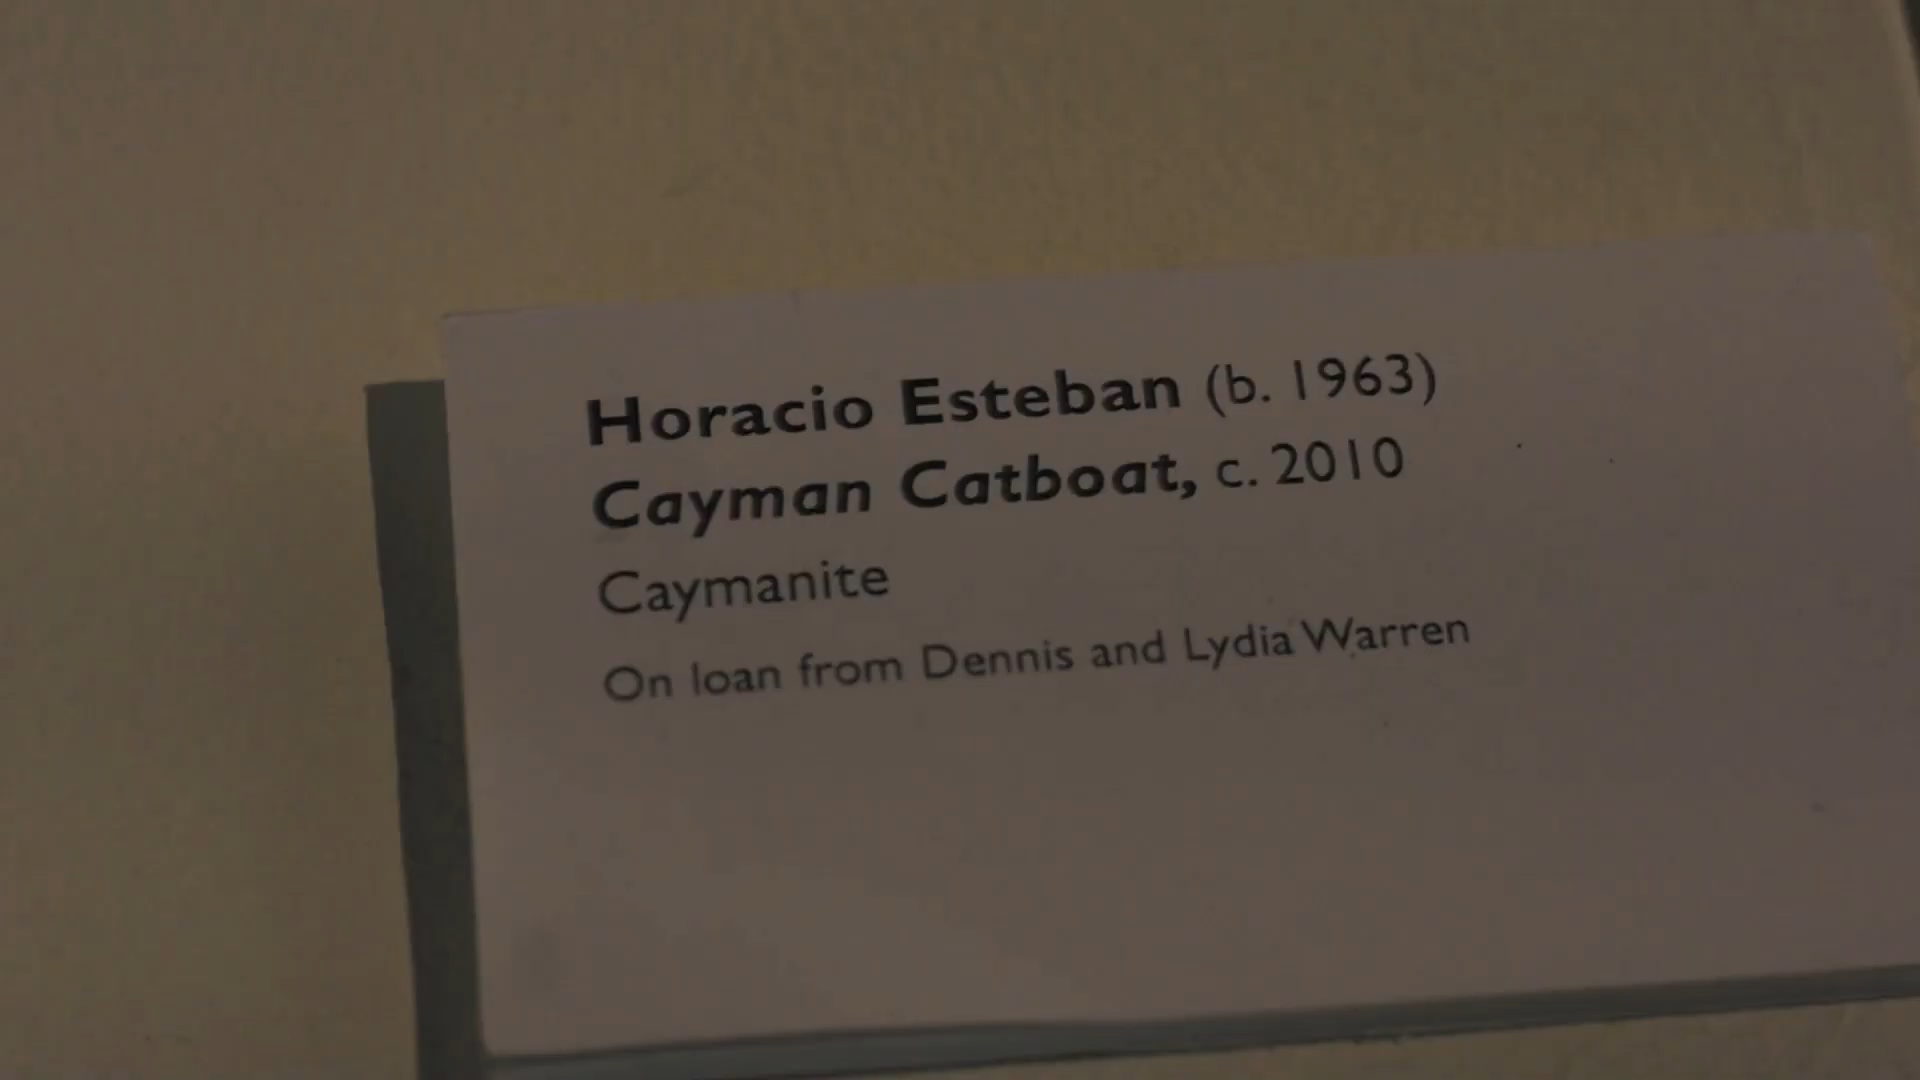 Horacio Esteban (b. 1963)
Cayman Catboat, c. 2010
Caymanite
On loan from Dennis and Lydia Warren